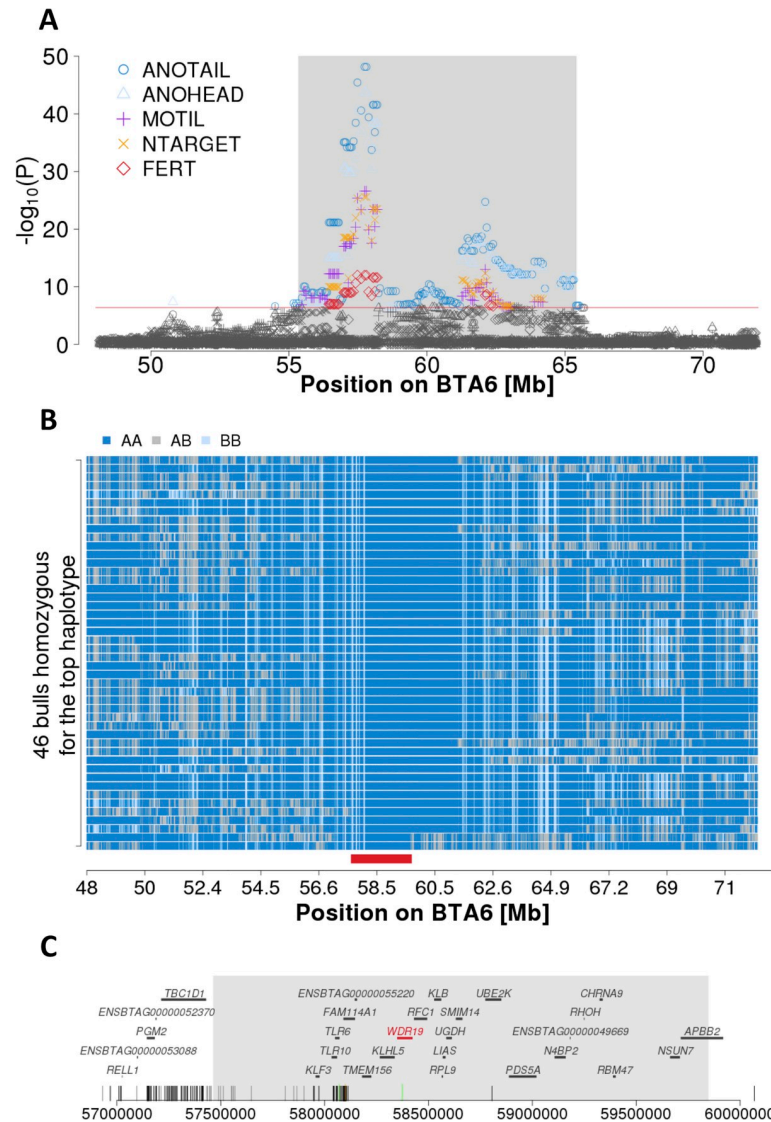 A
50
40
30
20
10
0
-log10(P)
ANOTAIL
ANOHEAD
MOTIL
NTARGET
FERT
50 55 60 65 70
Position on BTA6 [Mb]
B
AA AB BB
46 bulls homozygous
for the top haplotype
48 50 52.4 54.5 56.6 58.5 60.5 62.6 64.9 67.2 69 71
Position on BTA6 [Mb]
C
TBC1D1 ENSBTAG00000055220 KLB UBE2K CHRNA9
ENSBTAG00000052370 FAM114A1 RFC1 SMIM14 RHOH
PGM2 TLR6 WDR19 UGDH ENSBTAG00000049669 APBB2
ENSBTAG00000053088 TLR10 KLHL5 LIAS N4BP2 NSUN7
RELL1 KLF3 TMEM156 RPL9 PDS5A RBM47
57000000 57500000 58000000 58500000 59000000 59500000 60000000